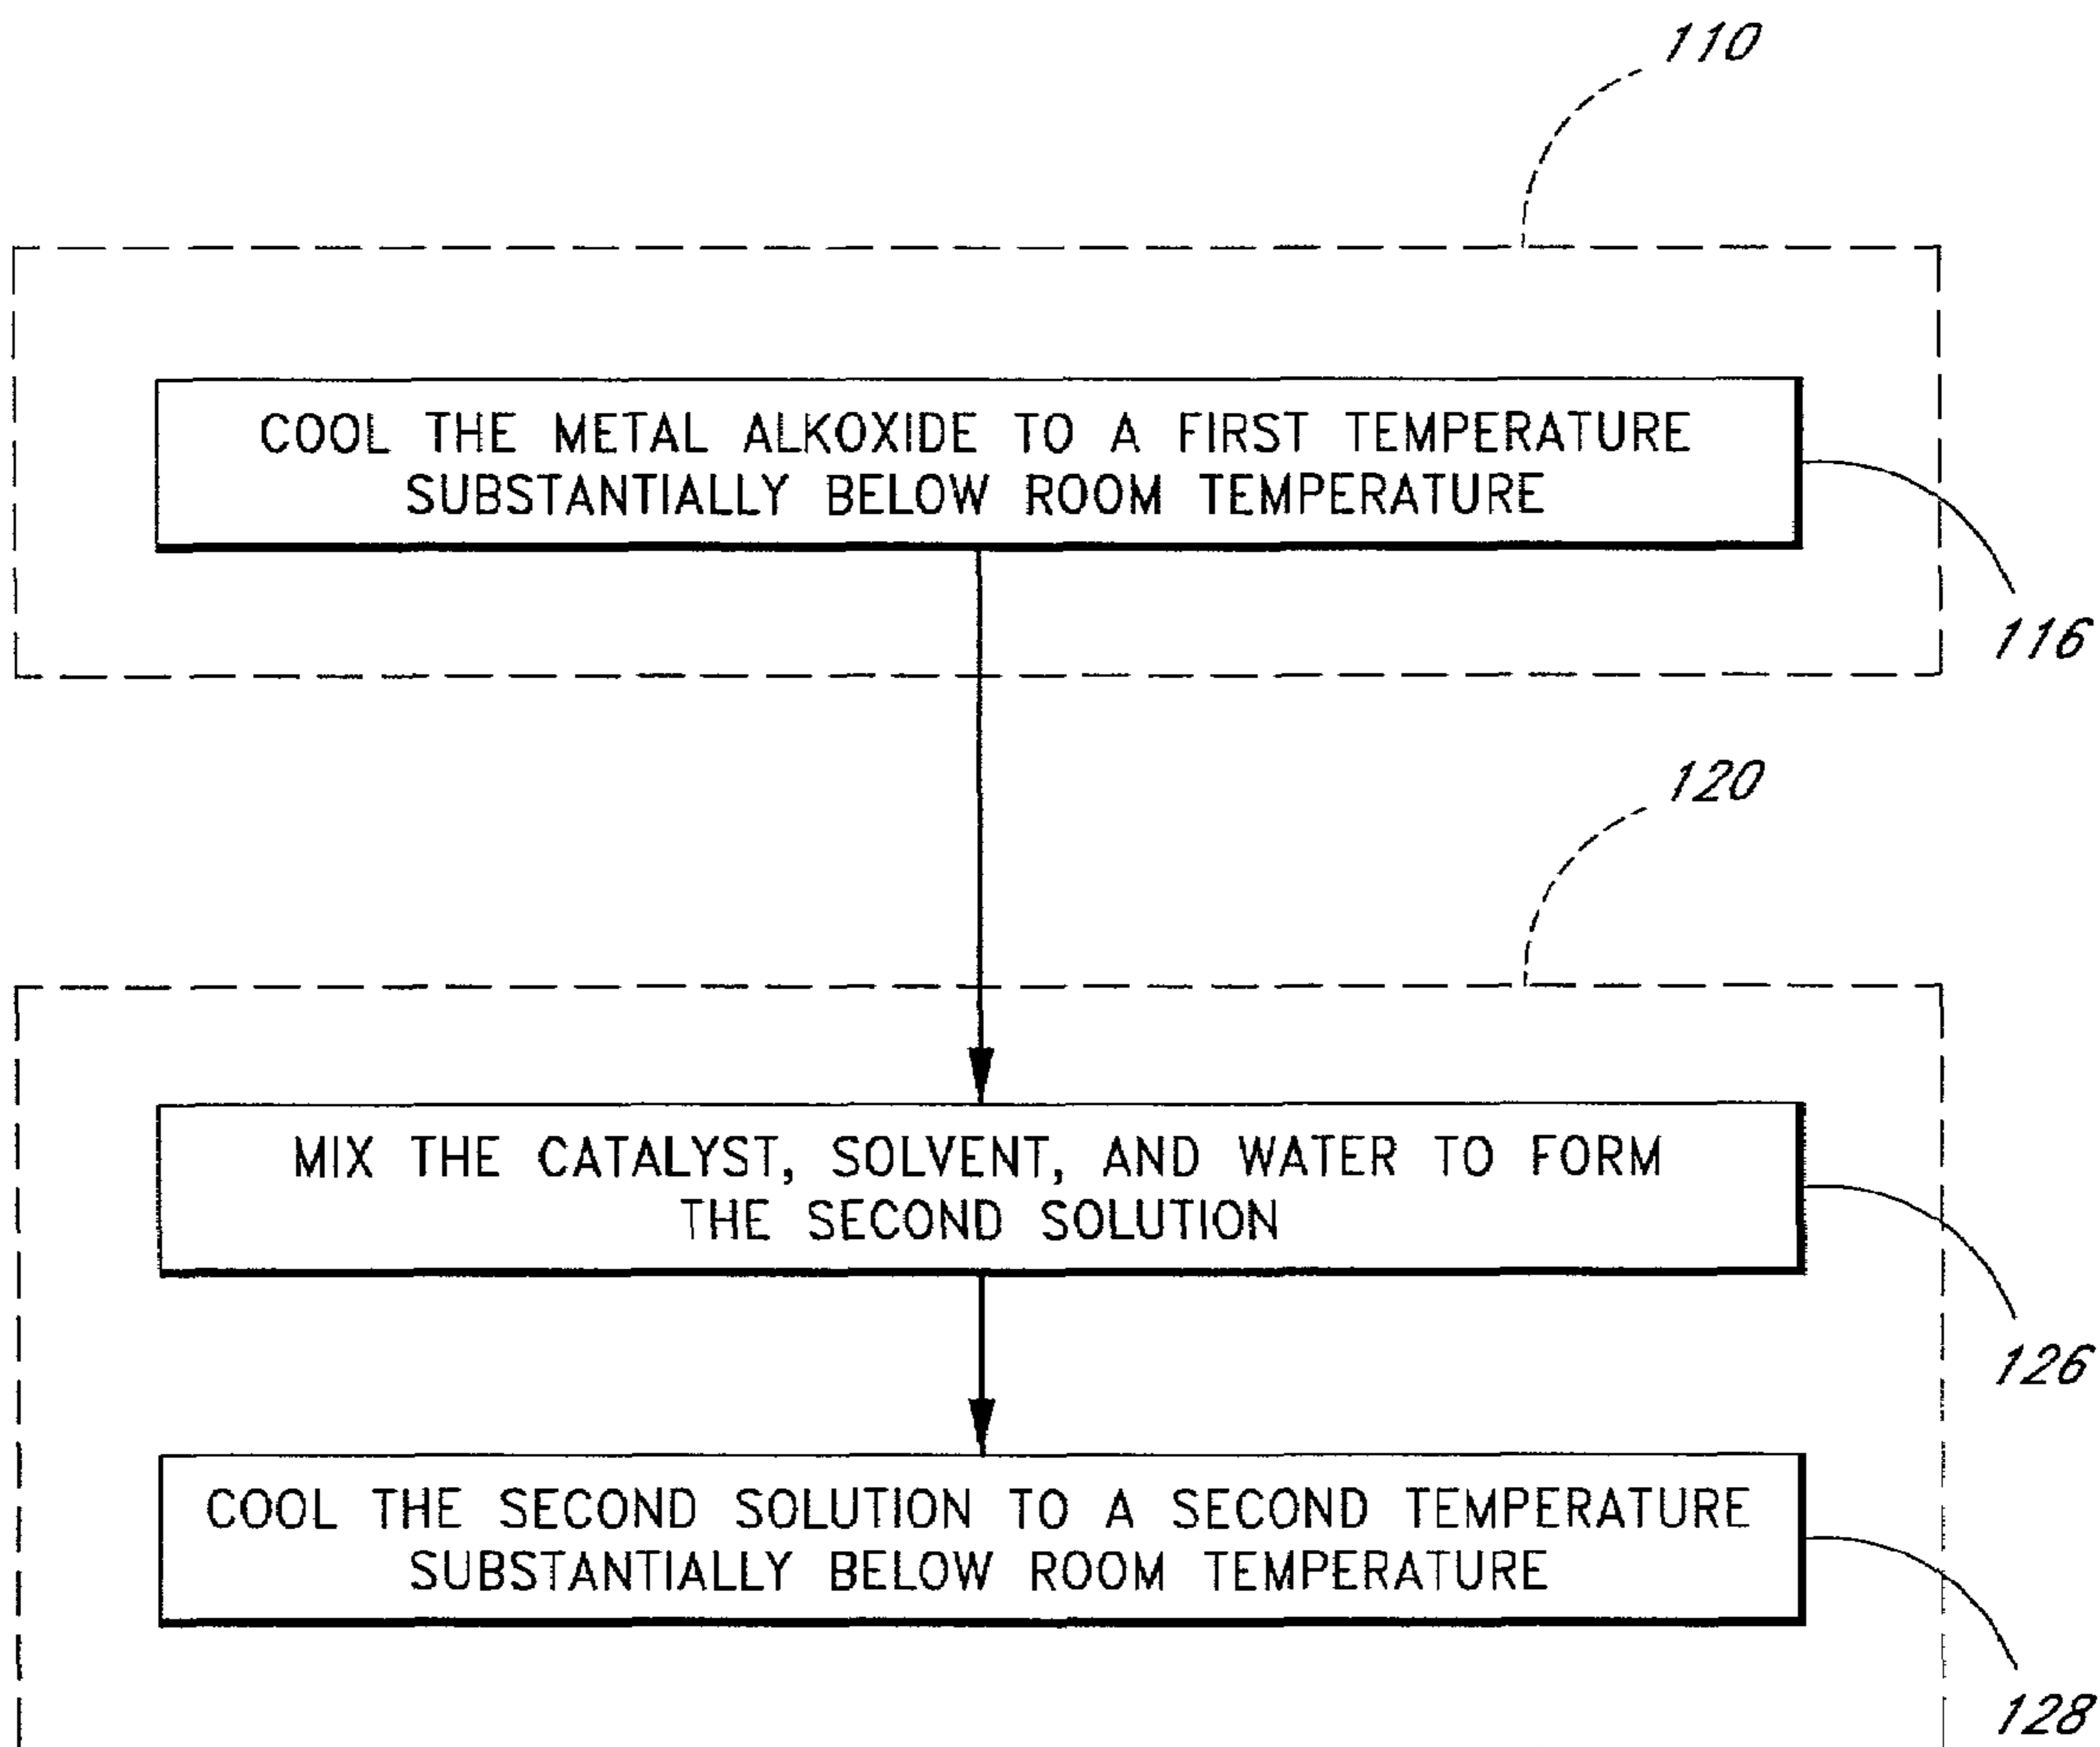 110
COOL THE METAL ALKOXIDE TO A FIRST TEMPERATURE
SUBSTANTIALLY BELOW ROOM TEMPERATURE
116
120
MIX THE CATALYST, SOLVENT, AND WATER TO FORM
THE SECOND SOLUTION
126
COOL THE SECOND SOLUTION TO A SECOND TEMPERATURE
SUBSTANTIALLY BELOW ROOM TEMPERATURE
128